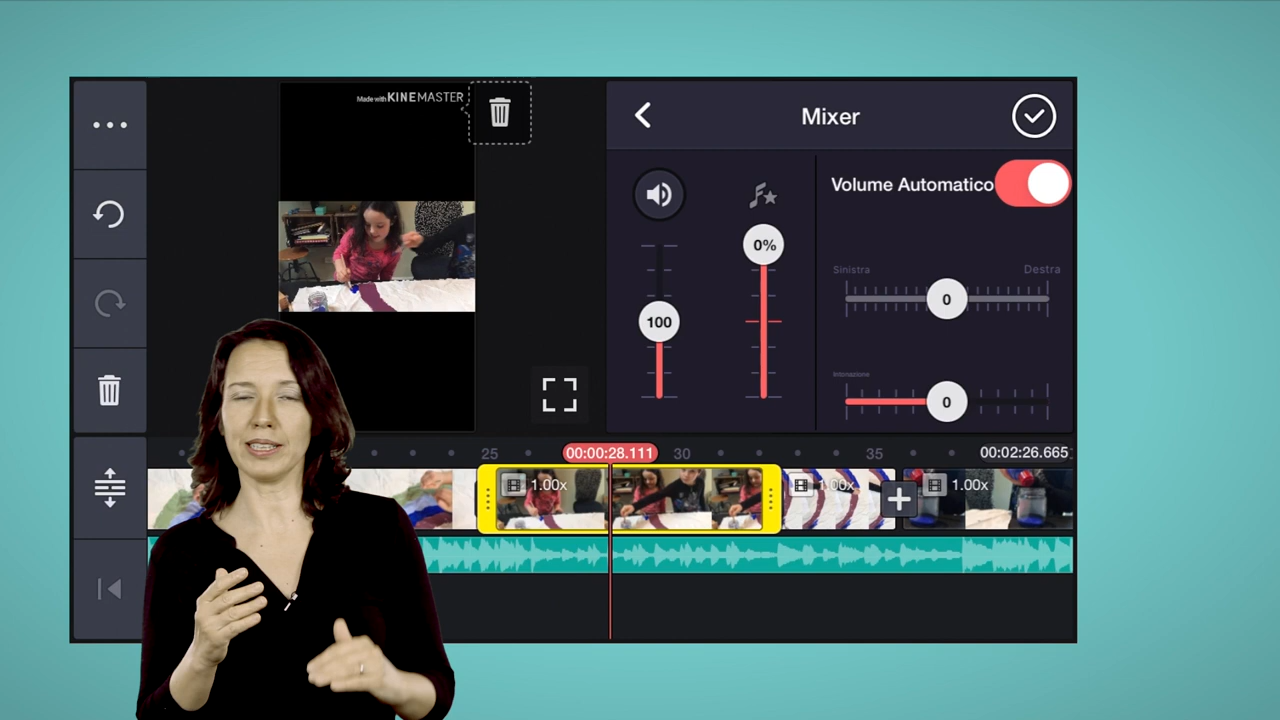 Made with KINEMASTER
Mixer
Volume Automatico
0%
100
Sinistra
Destra
0
Intonazione
0
25
00:00:28.111
30
35
00:02:26.665
1.00x
1.00x
1.00x